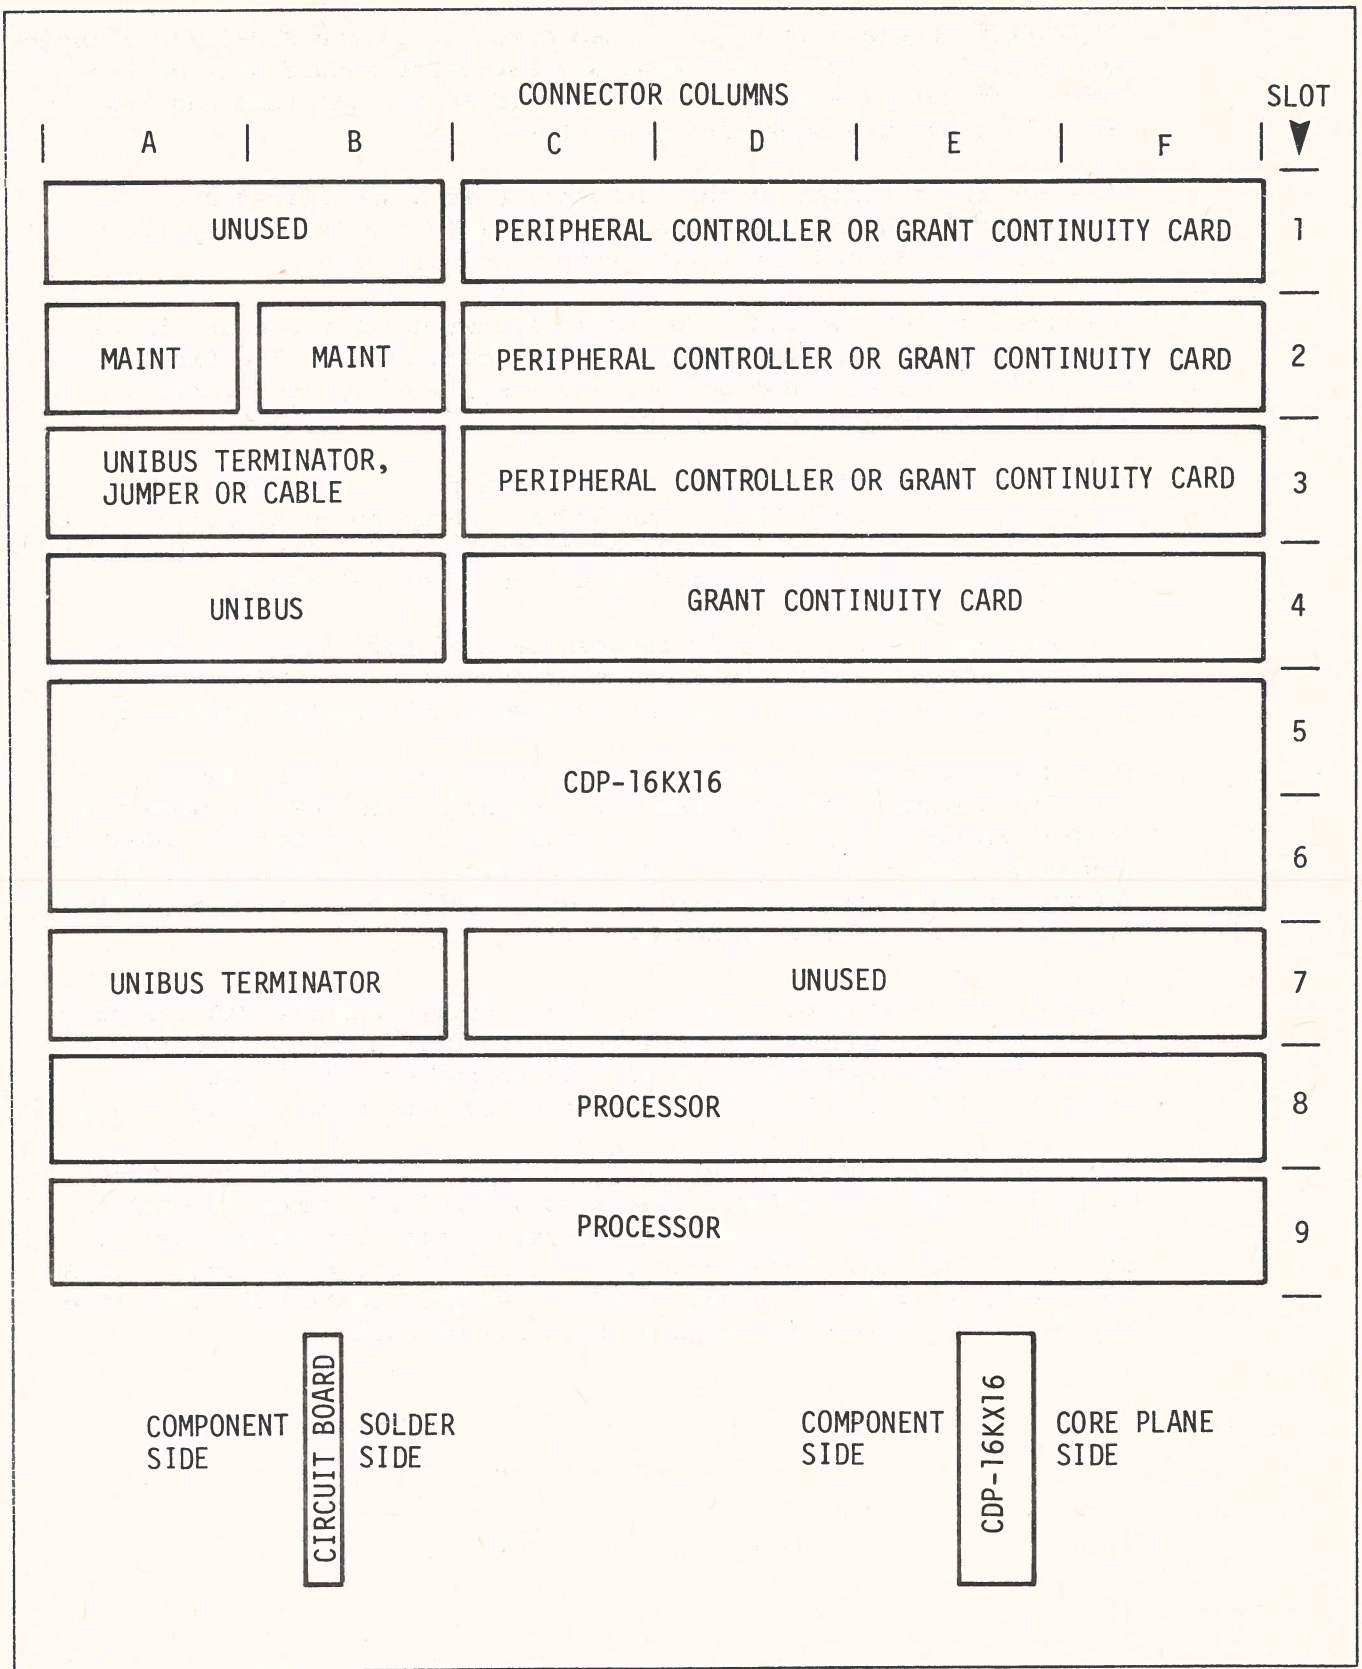 CONNECTOR COLUMNS
SLOT
A B C D E F
UNUSED
PERIPHERAL CONTROLLER OR GRANT CONTINUITY CARD
1
MAINT
MAINT
PERIPHERAL CONTROLLER OR GRANT CONTINUITY CARD
2
UNIBUS TERMINATOR,
JUMPER OR CABLE
PERIPHERAL CONTROLLER OR GRANT CONTINUITY CARD
3
UNIBUS
GRANT CONTINUITY CARD
4
CDP-16KX16
5
6
UNIBUS TERMINATOR
UNUSED
7
PROCESSOR
8
PROCESSOR
9
COMPONENT
SIDE
CIRCUIT BOARD
SOLDER
SIDE
COMPONENT
SIDE
CDP-16KX16
CORE PLANE
SIDE